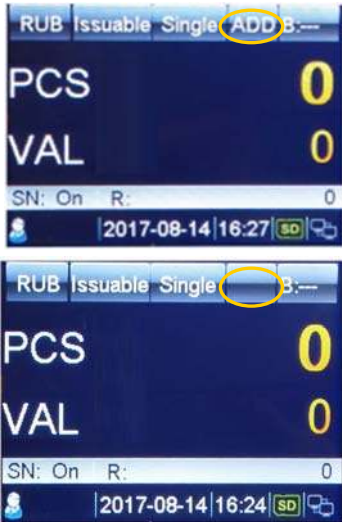 RUB Issuable Single ADD B:---
PCS 0
VAL 0
SN: On R: 0
2017-08-14 16:27 SD
RUB Issuable Single B:---
PCS 0
VAL 0
SN: On R: 0
2017-08-14 16:24 SD